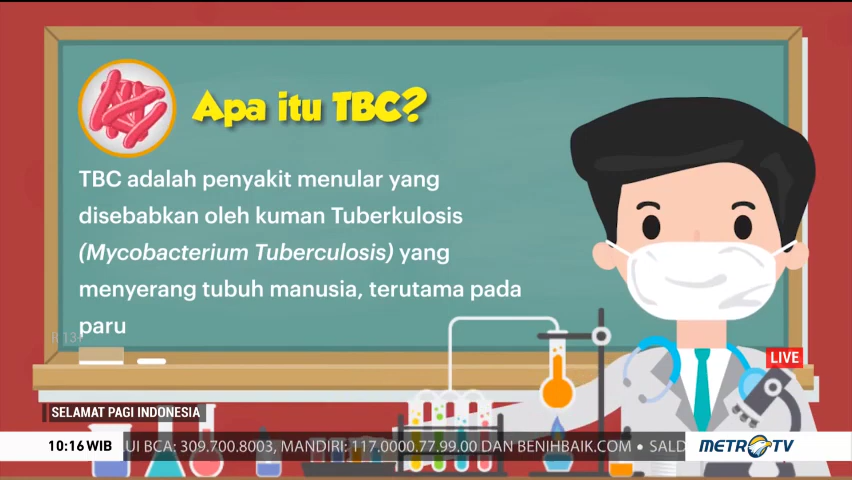 Apa itu TBC?
TBC adalah penyakit menular yang
disebabkan oleh kuman Tuberkulosis
(Mycobacterium Tuberculosis) yang
menyerang tubuh manusia, terutama pada
paru
LIVE
SELAMAT PAGI INDONESIA
10:16 WIB
UI BCA: 309.700.8003, MANDIRI: 117.0000.77.99.00 DAN BENIHBAIK.COM • SALD
METRO TV